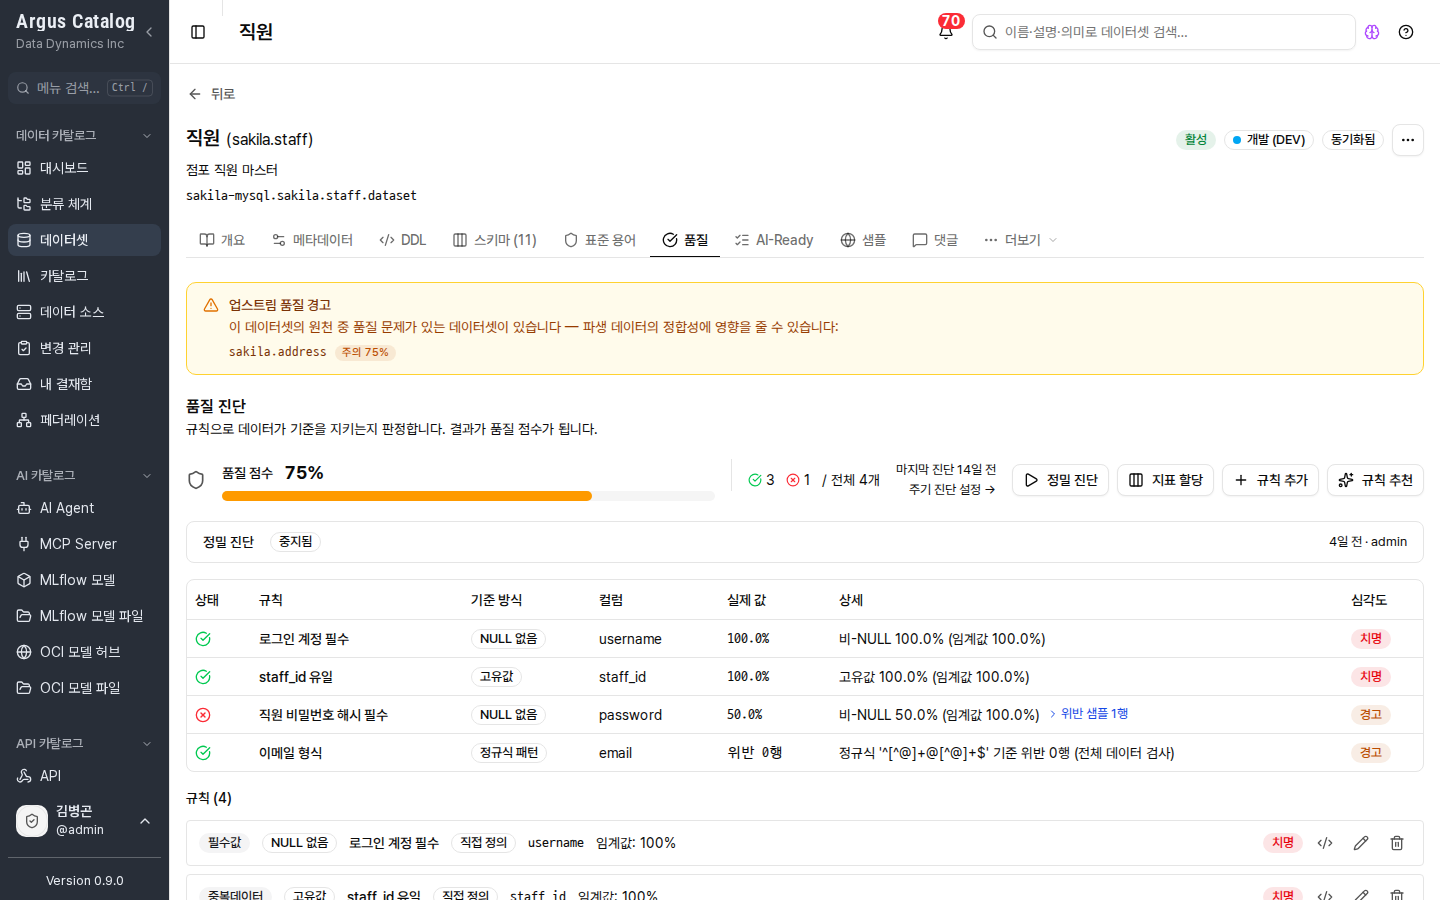 Argus Catalog
Data Dynamics Inc
메뉴 검색... Ctrl /
데이터 카탈로그
대시보드
분류 체계
데이터셋
카탈로그
데이터 소스
변경 관리
내 결재함
페더레이션
AI 카탈로그
AI Agent
MCP Server
MLflow 모델
MLflow 모델 파일
OCI 모델 허브
OCI 모델 파일
API 카탈로그
API
김병곤
@admin
Version 0.9.0
직원
70
이름·설명·의미로 데이터셋 검색...
뒤로
직원 (sakila.staff)
활성 개발 (DEV) 동기화됨
점포 직원 마스터
sakila-mysql.sakila.staff.dataset
개요 메타데이터 DDL 스키마 (11) 표준 용어 품질 AI-Ready 샘플 댓글 더보기
업스트림 품질 경고
이 데이터셋의 원천 중 품질 문제가 있는 데이터셋이 있습니다 — 파생 데이터의 정합성에 영향을 줄 수 있습니다:
sakila.address 주의 75%
품질 진단
규칙으로 데이터가 기준을 지키는지 판정합니다. 결과가 품질 점수가 됩니다.
품질 점수 75%
3 1 / 전체 4개
마지막 진단 14일 전
주기 진단 설정 →
정밀 진단 지표 할당 규칙 추가 규칙 추천
정밀 진단 중지됨 4일 전 · admin
상태 규칙 기준 방식 컬럼 실제 값 상세 심각도
로그인 계정 필수 NULL 없음 username 100.0% 비-NULL 100.0% (임계값 100.0%) 치명
staff_id 유일 고유값 staff_id 100.0% 고유값 100.0% (임계값 100.0%) 치명
직원 비밀번호 해시 필수 NULL 없음 password 50.0% 비-NULL 50.0% (임계값 100.0%) 위반 샘플 1행 경고
이메일 형식 정규식 패턴 email 위반 0행 정규식 '^[^@]+@[^@]+$' 기준 위반 0행 (전체 데이터 검사) 경고
규칙 (4)
필수값 NULL 없음 로그인 계정 필수 직접 정의 username 임계값: 100% 치명
중복데이터 고유값 staff_id 유일 직접 정의 staff_id 임계값: 100% 치명